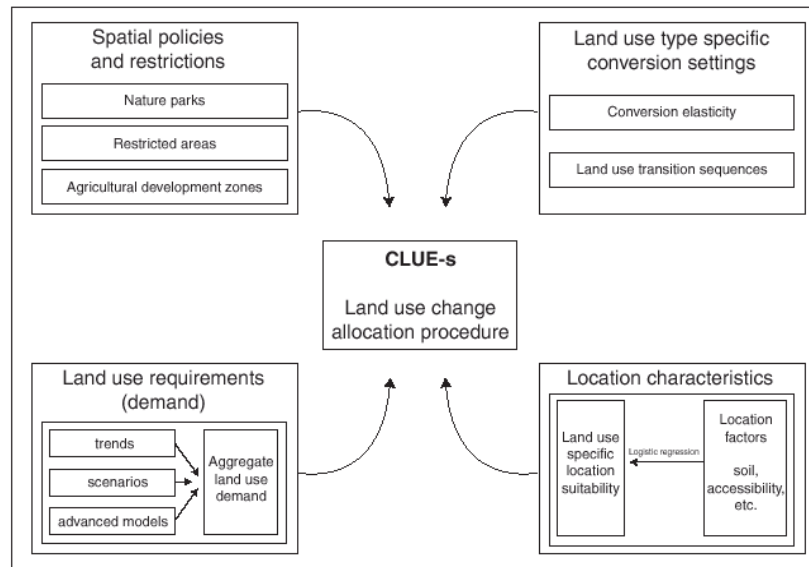 Spatial policies
and restrictions
Nature parks
Restricted areas
Agricultural development zones
Land use type specific
conversion settings
Conversion elasticity
Land use transition sequences
CLUE-s
Land use change
allocation procedure
Land use requirements
(demand)
trends
scenarios
advanced models
Aggregate
land use
demand
Location characteristics
Land use
specific
location
suitability
Logistic regression
Location
factors
soil,
accessibility,
etc.